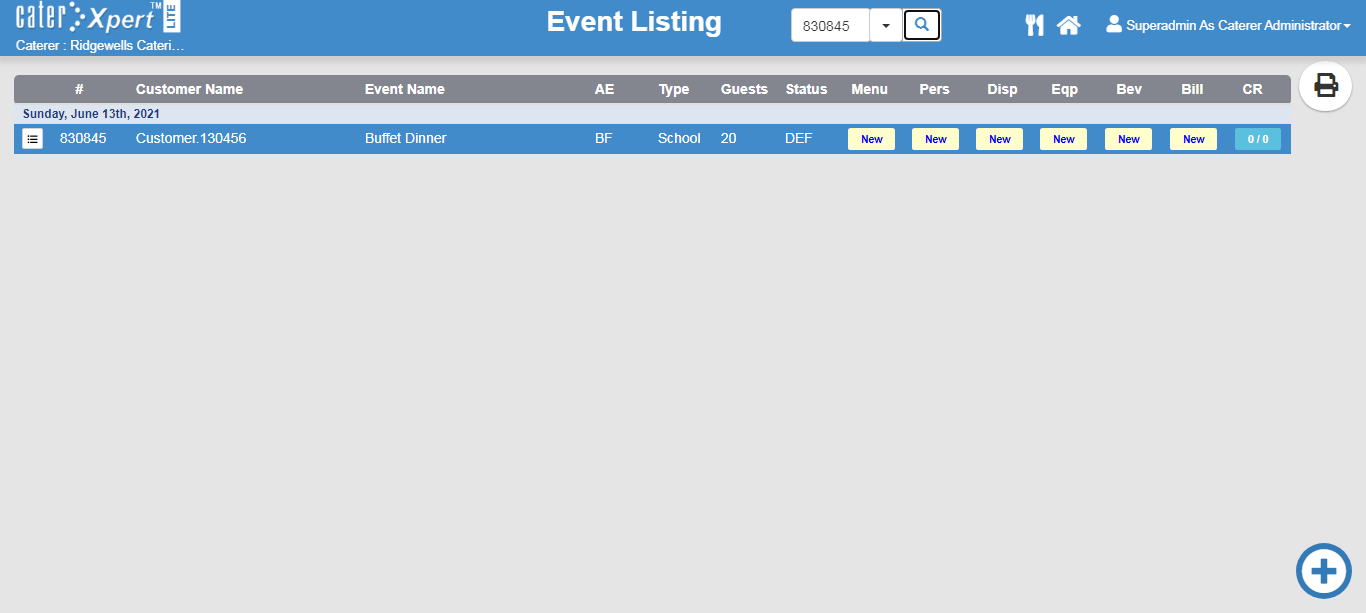 cater Xpert™ LITE
Caterer : Ridgewells Cateri...
Event Listing
830845
Superadmin As Caterer Administrator
# Customer Name Event Name AE Type Guests Status Menu Pers Disp Eqp Bev Bill CR
Sunday, June 13th, 2021
830845 Customer.130456 Buffet Dinner BF School 20 DEF New New New New New New 0 / 0